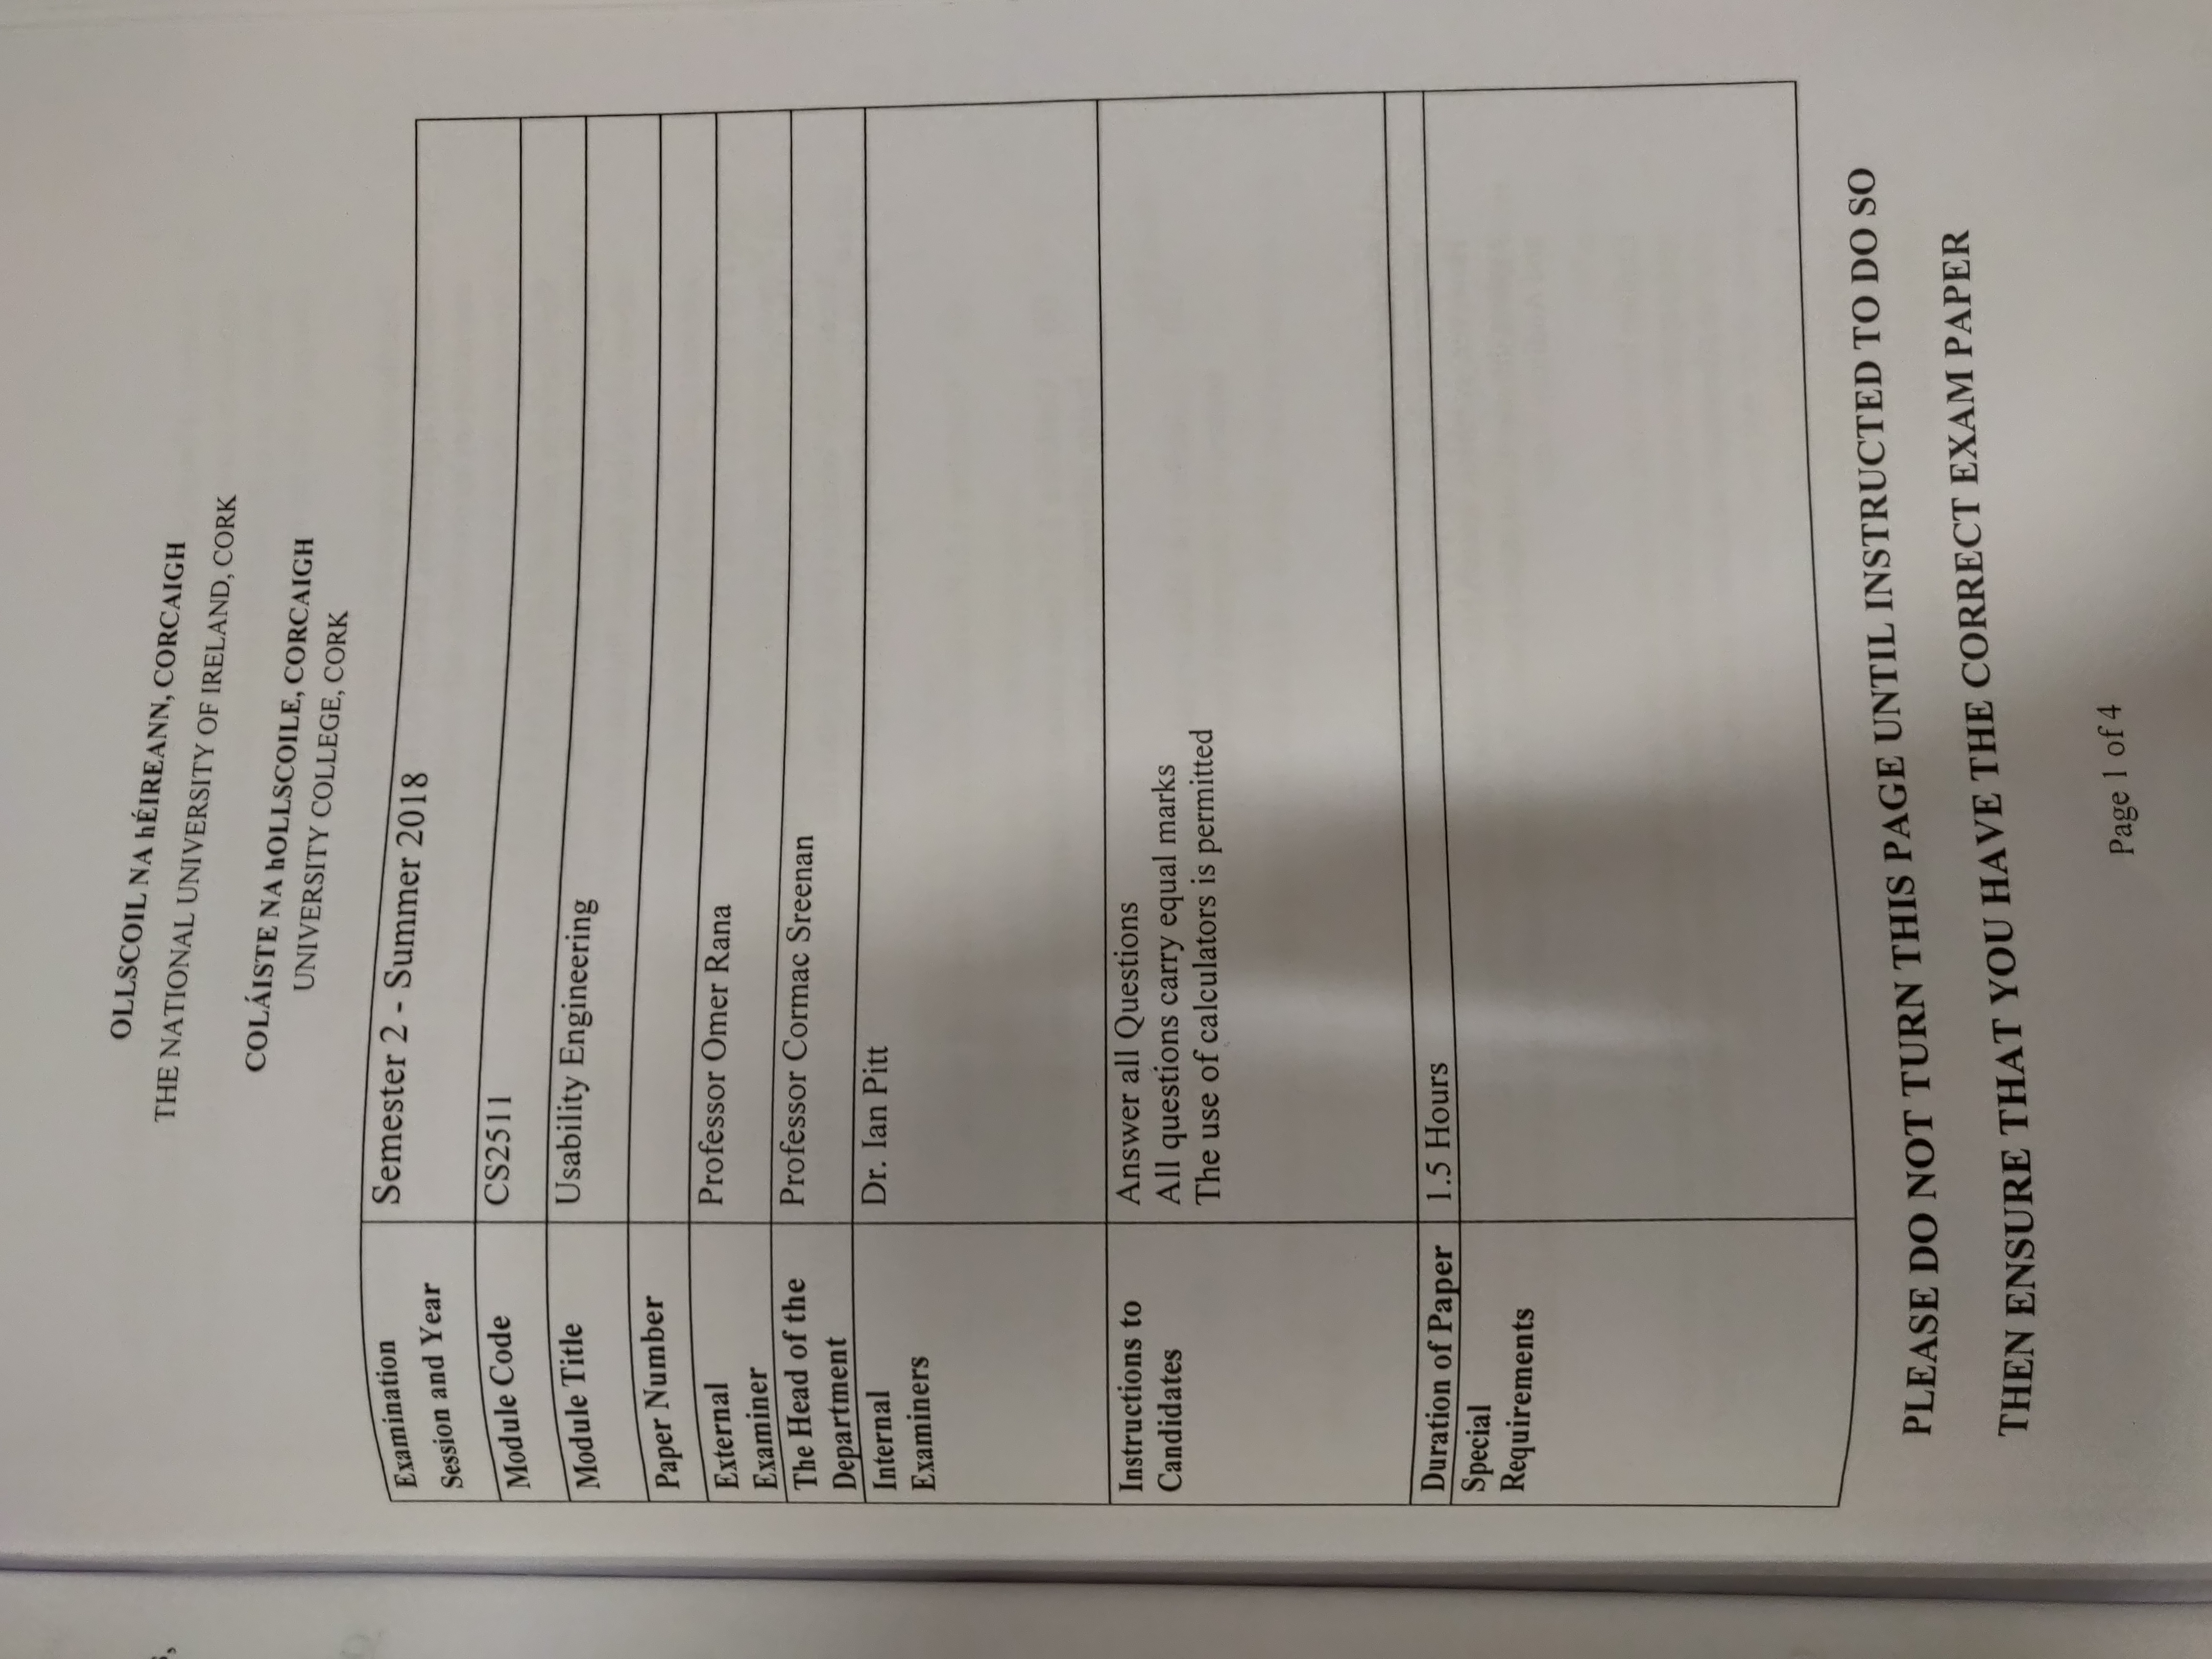 OLLSCOIL NA hÉIREANN, CORCAIGH
THE NATIONAL UNIVERSITY OF IRELAND, CORK
COLÁISTE NA hOLLSCOILE, CORCAIGH
UNIVERSITY COLLEGE, CORK
Examination Session and Year
Semester 2 - Summer 2018
Module Code
CS2511
Module Title
Usability Engineering
Paper Number
External Examiner
Professor Omer Rana
The Head of the Department
Professor Cormac Sreenan
Internal Examiners
Dr. Ian Pitt
Instructions to Candidates
Answer all Questions
All questions carry equal marks
The use of calculators is permitted
Duration of Paper
1.5 Hours
Special Requirements
PLEASE DO NOT TURN THIS PAGE UNTIL INSTRUCTED TO DO SO
THEN ENSURE THAT YOU HAVE THE CORRECT EXAM PAPER
Page 1 of 4